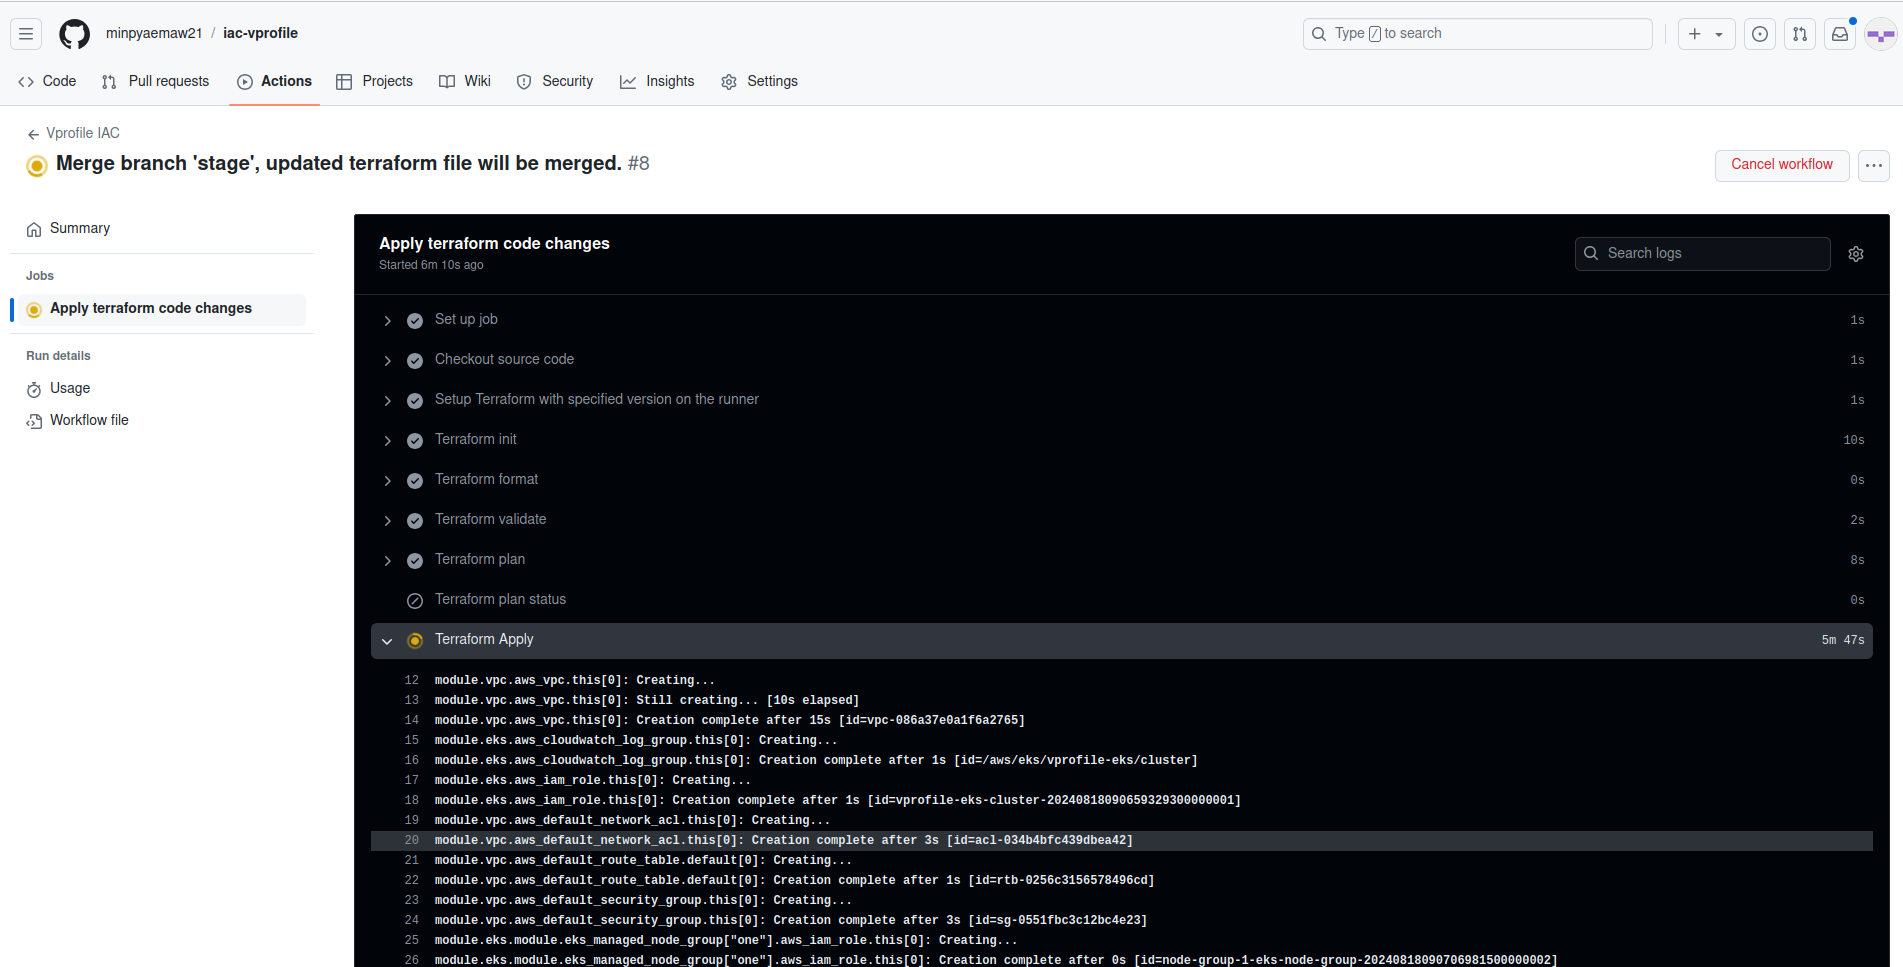 minpyaemaw21 / iac-vprofile
Type / to search
Code Pull requests Actions Projects Wiki Security Insights Settings
Vprofile IAC
Merge branch 'stage', updated terraform file will be merged. #8
Cancel workflow
Summary
Jobs
Apply terraform code changes
Run details
Usage
Workflow file
Apply terraform code changes
Started 6m 10s ago
Search logs
Set up job 1s
Checkout source code 1s
Setup Terraform with specified version on the runner 1s
Terraform init 10s
Terraform format 0s
Terraform validate 2s
Terraform plan 8s
Terraform plan status 0s
Terraform Apply 5m 47s
12 module.vpc.aws_vpc.this[0]: Creating...
13 module.vpc.aws_vpc.this[0]: Still creating... [10s elapsed]
14 module.vpc.aws_vpc.this[0]: Creation complete after 15s [id=vpc-086a37e0a1f6a2765]
15 module.eks.aws_cloudwatch_log_group.this[0]: Creating...
16 module.eks.aws_cloudwatch_log_group.this[0]: Creation complete after 1s [id=/aws/eks/vprofile-eks/cluster]
17 module.eks.aws_iam_role.this[0]: Creating...
18 module.eks.aws_iam_role.this[0]: Creation complete after 1s [id=vprofile-eks-cluster-20240818090659329300000001]
19 module.vpc.aws_default_network_acl.this[0]: Creating...
20 module.vpc.aws_default_network_acl.this[0]: Creation complete after 3s [id=acl-034b4bfc439dbea42]
21 module.vpc.aws_default_route_table.default[0]: Creating...
22 module.vpc.aws_default_route_table.default[0]: Creation complete after 1s [id=rtb-0256c3156578496cd]
23 module.vpc.aws_default_security_group.this[0]: Creating...
24 module.vpc.aws_default_security_group.this[0]: Creation complete after 3s [id=sg-0551fbc3c12bc4e23]
25 module.eks.module.eks_managed_node_group["one"].aws_iam_role.this[0]: Creating...
26 module.eks.module.eks_managed_node_group["one"].aws_iam_role.this[0]: Creation complete after 0s [id=node-group-1-eks-node-group-20240818090706981500000002]